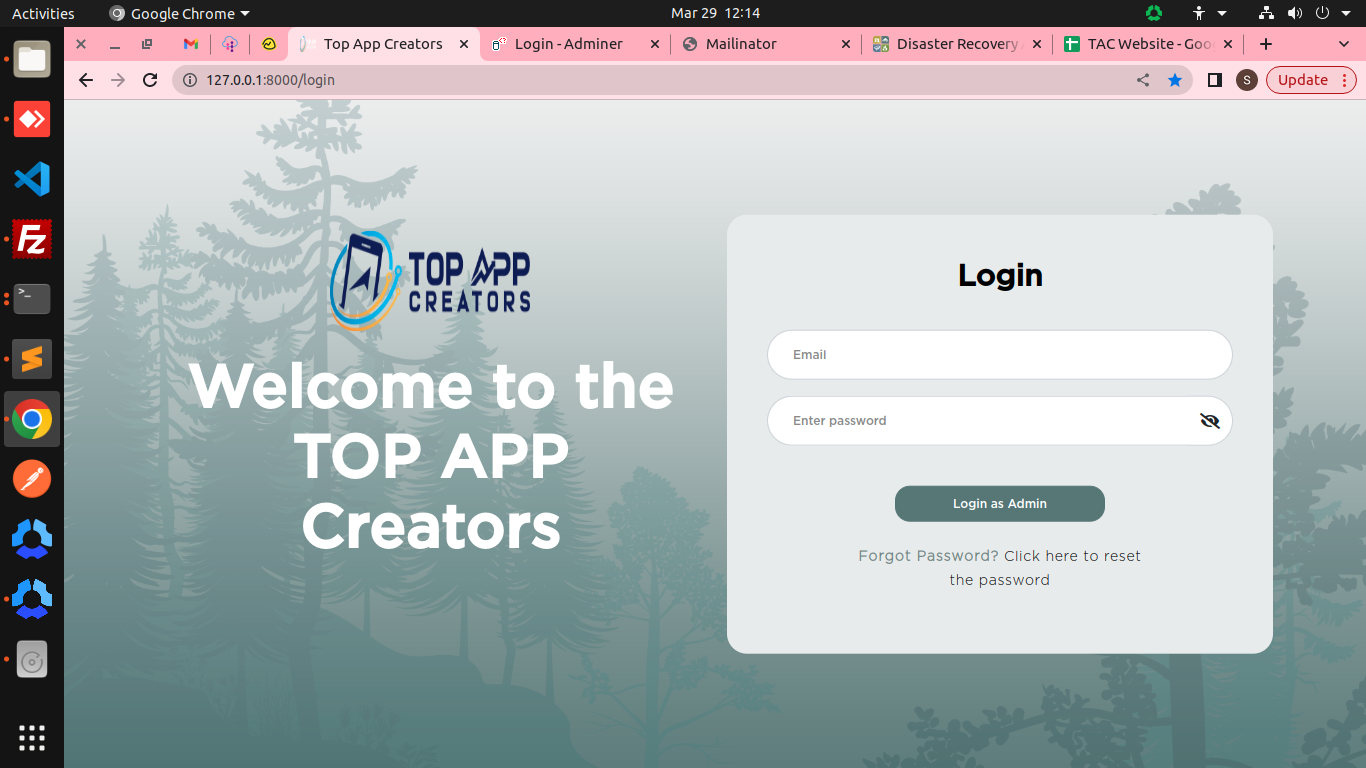 Activities
Google Chrome
Mar 29 12:14
Top App Creators
Login - Adminer
Mailinator
Disaster Recovery
TAC Website - Goo
127.0.0.1:8000/login
S
Update
TOP APP
CREATORS
Welcome to the
TOP APP
Creators
Login
Email
Enter password
Login as Admin
Forgot Password? Click here to reset
the password
Fz
>_